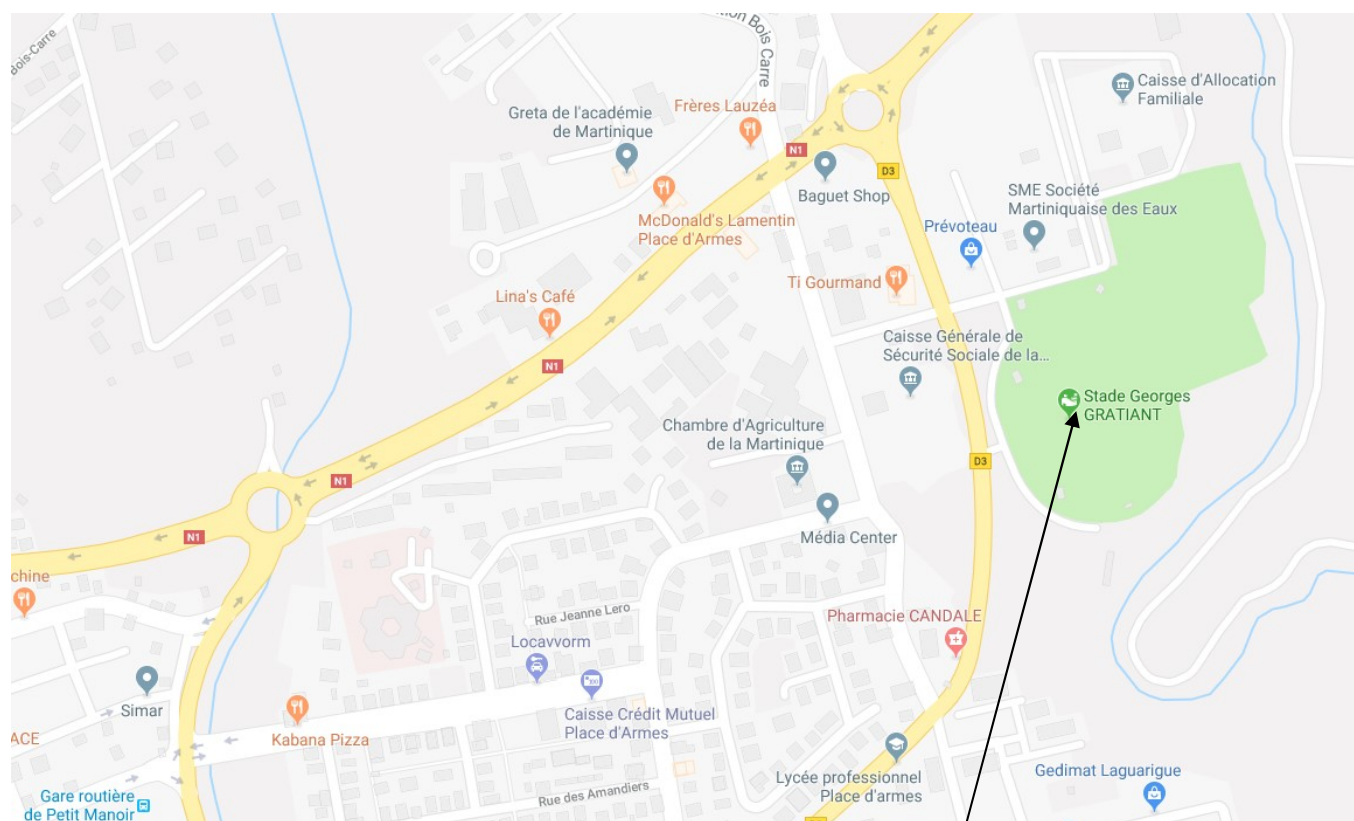 Bois-Carre
on Bois Carre
Caisse d'Allocation
Familiale
Greta de l'académie
de Martinique
Frères Lauzéa
N1
D3
Baguet Shop
SME Société
Martiniquaise des Eaux
McDonald's Lamentin
Place d'Armes
Prévoteau
Ti Gourmand
Lina's Café
Caisse Générale de
Sécurité Sociale de la...
N1
Stade Georges
GRATIANT
Chambre d'Agriculture
de la Martinique
D3
N1
N1
Média Center
chine
Rue Jeanne Lero
Pharmacie CANDALE
Locavvorm
Simar
Caisse Crédit Mutuel
Place d'Armes
ACE
Kabana Pizza
Lycée professionnel
Place d'armes
Gedimat Laguarigue
Rue des Amandiers
Gare routière
de Petit Manoir